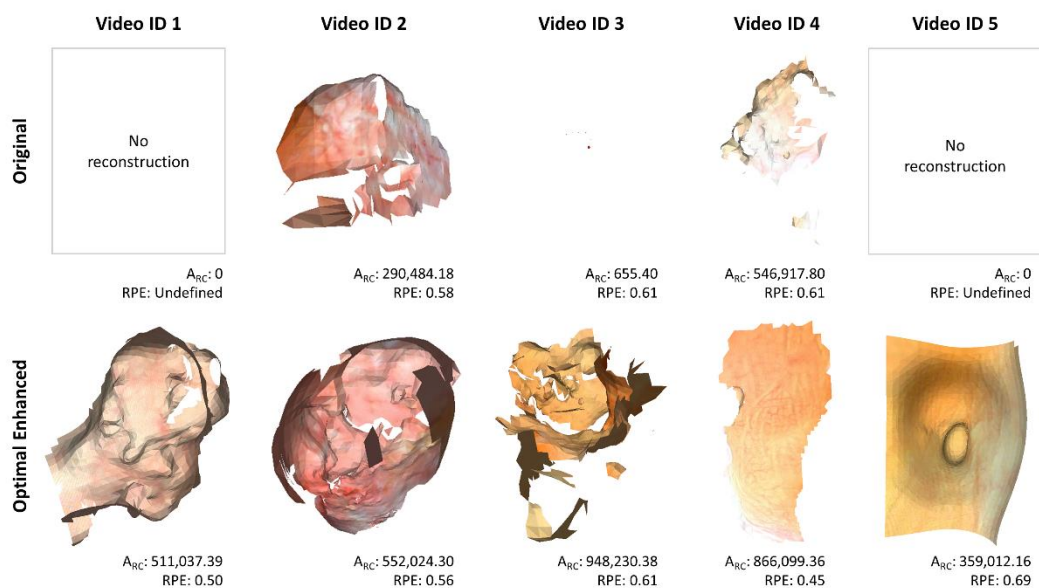 Video ID 1 Video ID 2 Video ID 3 Video ID 4 Video ID 5
Original
No
reconstruction
No
reconstruction
A_RC: 0
RPE: Undefined
A_RC: 290,484.18
RPE: 0.58
A_RC: 655.40
RPE: 0.61
A_RC: 546,917.80
RPE: 0.61
A_RC: 0
RPE: Undefined
Optimal Enhanced
A_RC: 511,037.39
RPE: 0.50
A_RC: 552,024.30
RPE: 0.56
A_RC: 948,230.38
RPE: 0.61
A_RC: 866,099.36
RPE: 0.45
A_RC: 359,012.16
RPE: 0.69